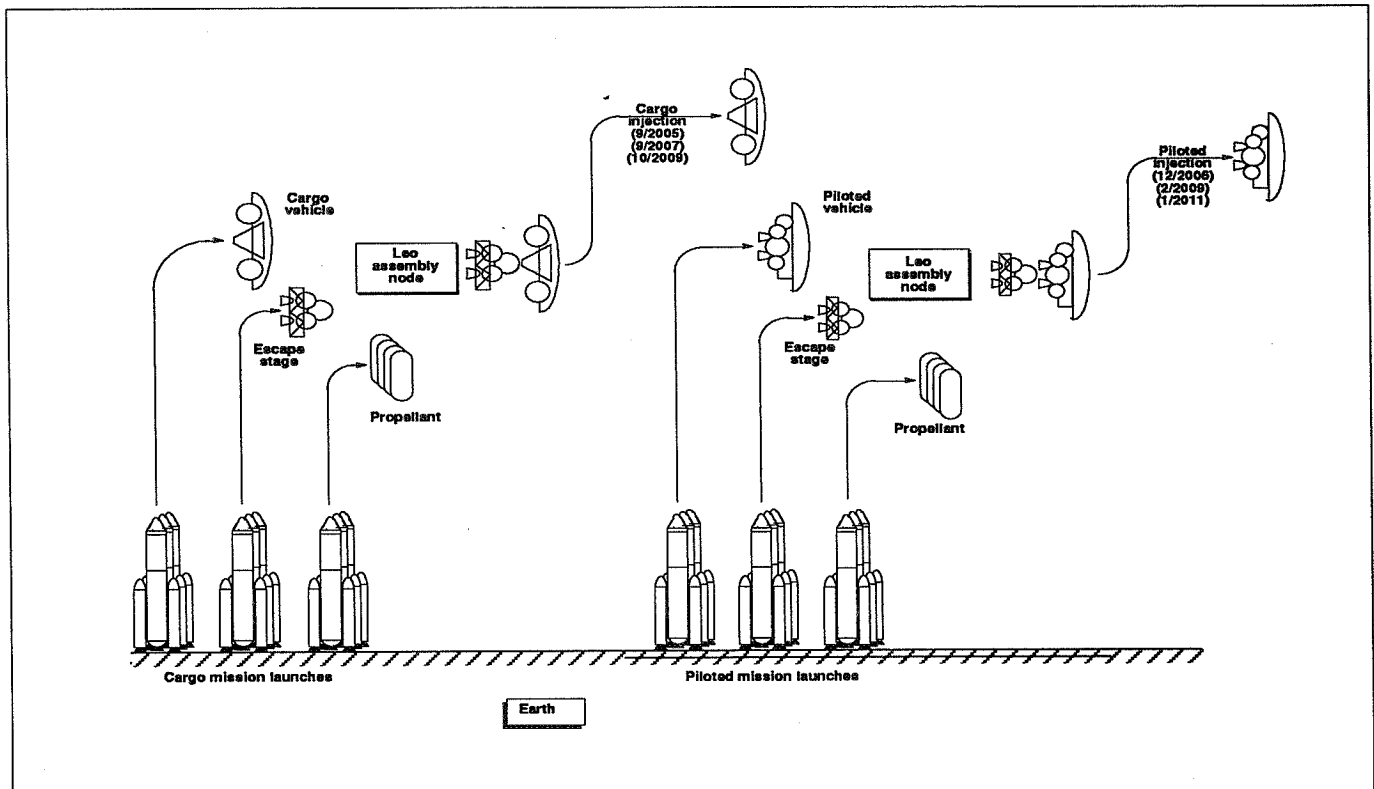 Cargo
injection
(9/2005)
(9/2007)
(10/2009)
Piloted
injection
(12/2006)
(2/2009)
(1/2011)
Cargo
vehicle
Piloted
vehicle
Leo
assembly
node
Leo
assembly
node
Escape
stage
Escape
stage
Propellant
Propellant
Cargo mission launches
Piloted mission launches
Earth